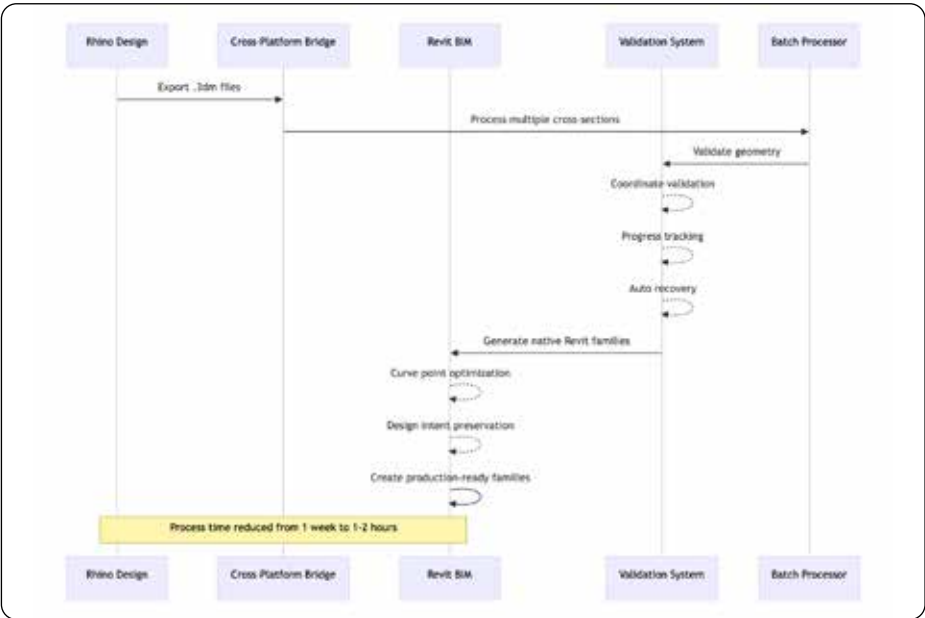 Rhino Design
Cross-Platform Bridge
Revit BIM
Validation System
Batch Processor
Export .3dm files
Process multiple cross-sections
Validate geometry
Coordinate validation
Progress tracking
Auto recovery
Generate native Revit families
Curve point optimization
Design intent preservation
Create production-ready families
Process time reduced from 1 week to 1-2 hours
Rhino Design
Cross-Platform Bridge
Revit BIM
Validation System
Batch Processor